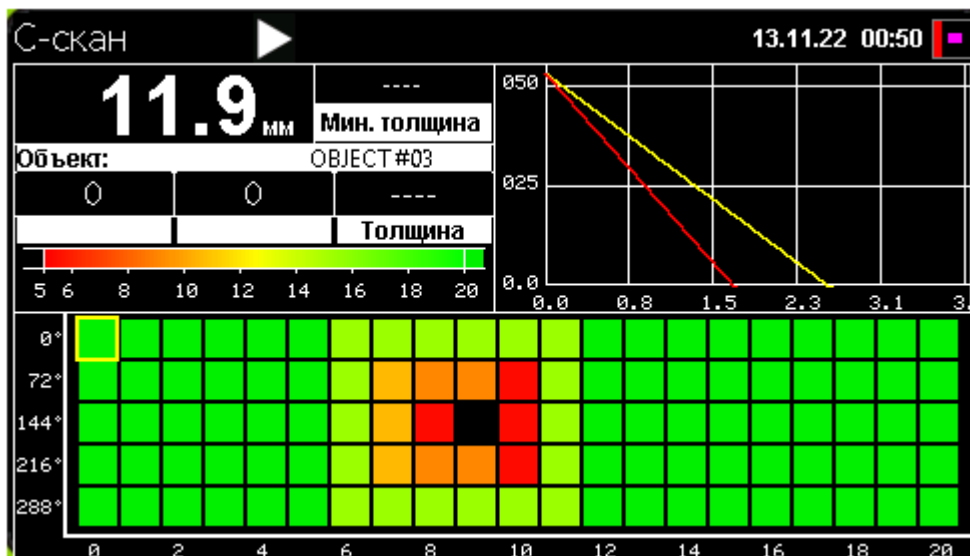 С-скан 13.11.22 00:50
11.9 мм ----
Мин. толщина
Объект: OBJECT #03
0 0 ----
Толщина
5 6 8 10 12 14 16 18 20
050
025
0.0
0.0 0.8 1.5 2.3 3.1 3.
0°
72°
144°
216°
288°
0 2 4 6 8 10 12 14 16 18 20